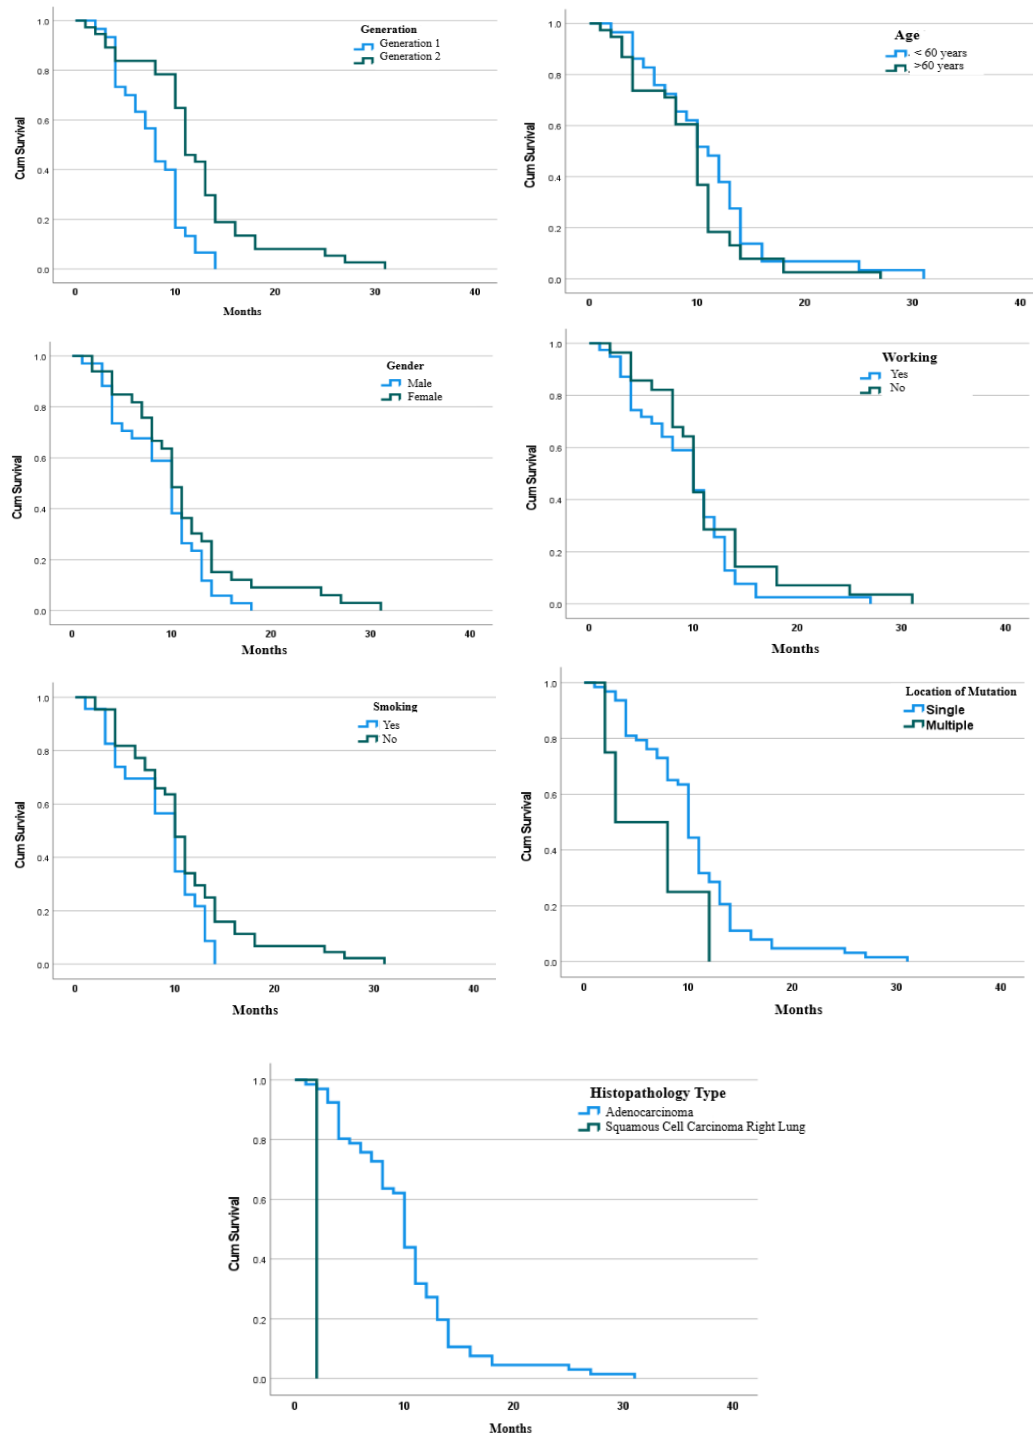 Generation
Generation 1
Generation 2
Cum Survival
1.0
0.8
0.6
0.4
0.2
0.0
0 10 20 30 40
Months
Age
< 60 years
>60 years
Cum Survival
1.0
0.8
0.6
0.4
0.2
0.0
0 10 20 30 40
Gender
Male
Female
Cum Survival
1.0
0.8
0.6
0.4
0.2
0.0
0 10 20 30 40
Months
Working
Yes
No
Cum Survival
1.0
0.8
0.6
0.4
0.2
0.0
0 10 20 30 40
Months
Smoking
Yes
No
Cum Survival
1.0
0.8
0.6
0.4
0.2
0.0
0 10 20 30 40
Months
Location of Mutation
Single
Multiple
Cum Survival
1.0
0.8
0.6
0.4
0.2
0.0
0 10 20 30 40
Months
Histopathology Type
Adenocarcinoma
Squamous Cell Carcinoma Right Lung
Cum Survival
1.0
0.8
0.6
0.4
0.2
0.0
0 10 20 30 40
Months